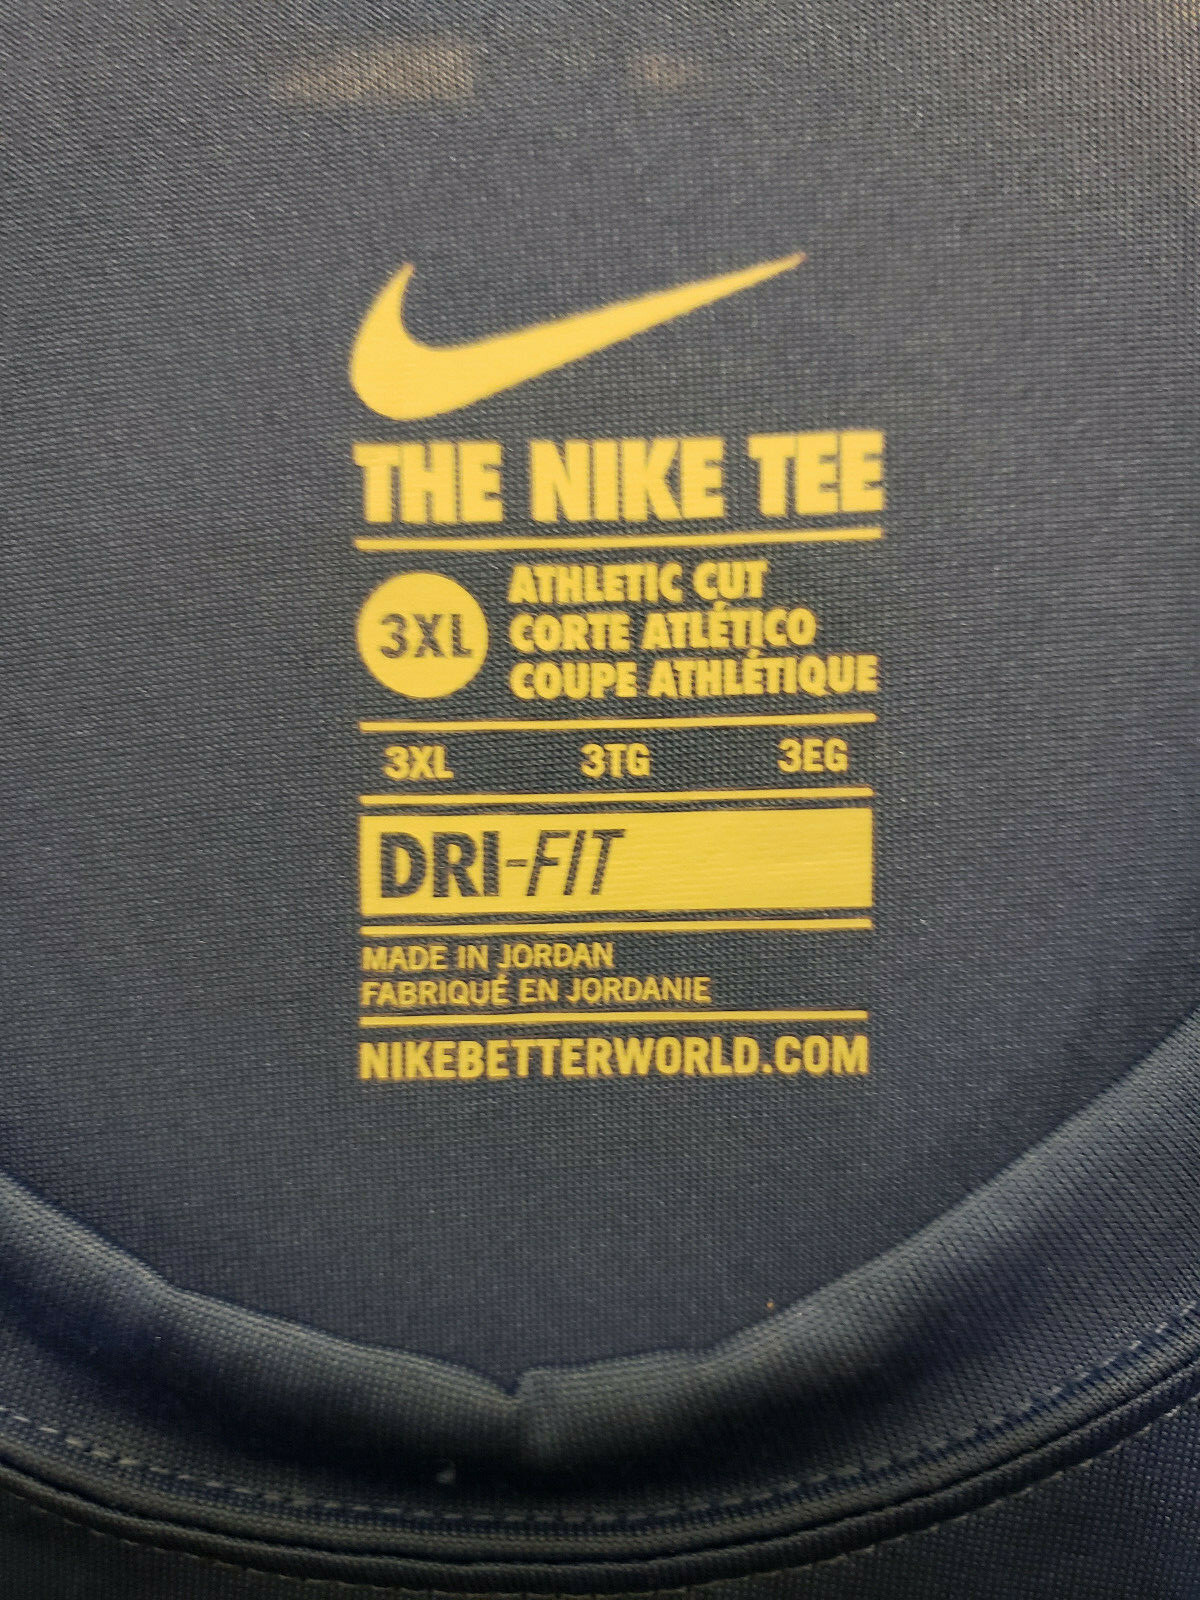 THE NIKE TEE
3XL
ATHLETIC CUT
CORTE ATLÉTICO
COUPE ATHLÉTIQUE
3XL 3TG 3EG
DRI-FIT
MADE IN JORDAN
FABRIQUÉ EN JORDANIE
NIKEBETTERWORLD.COM